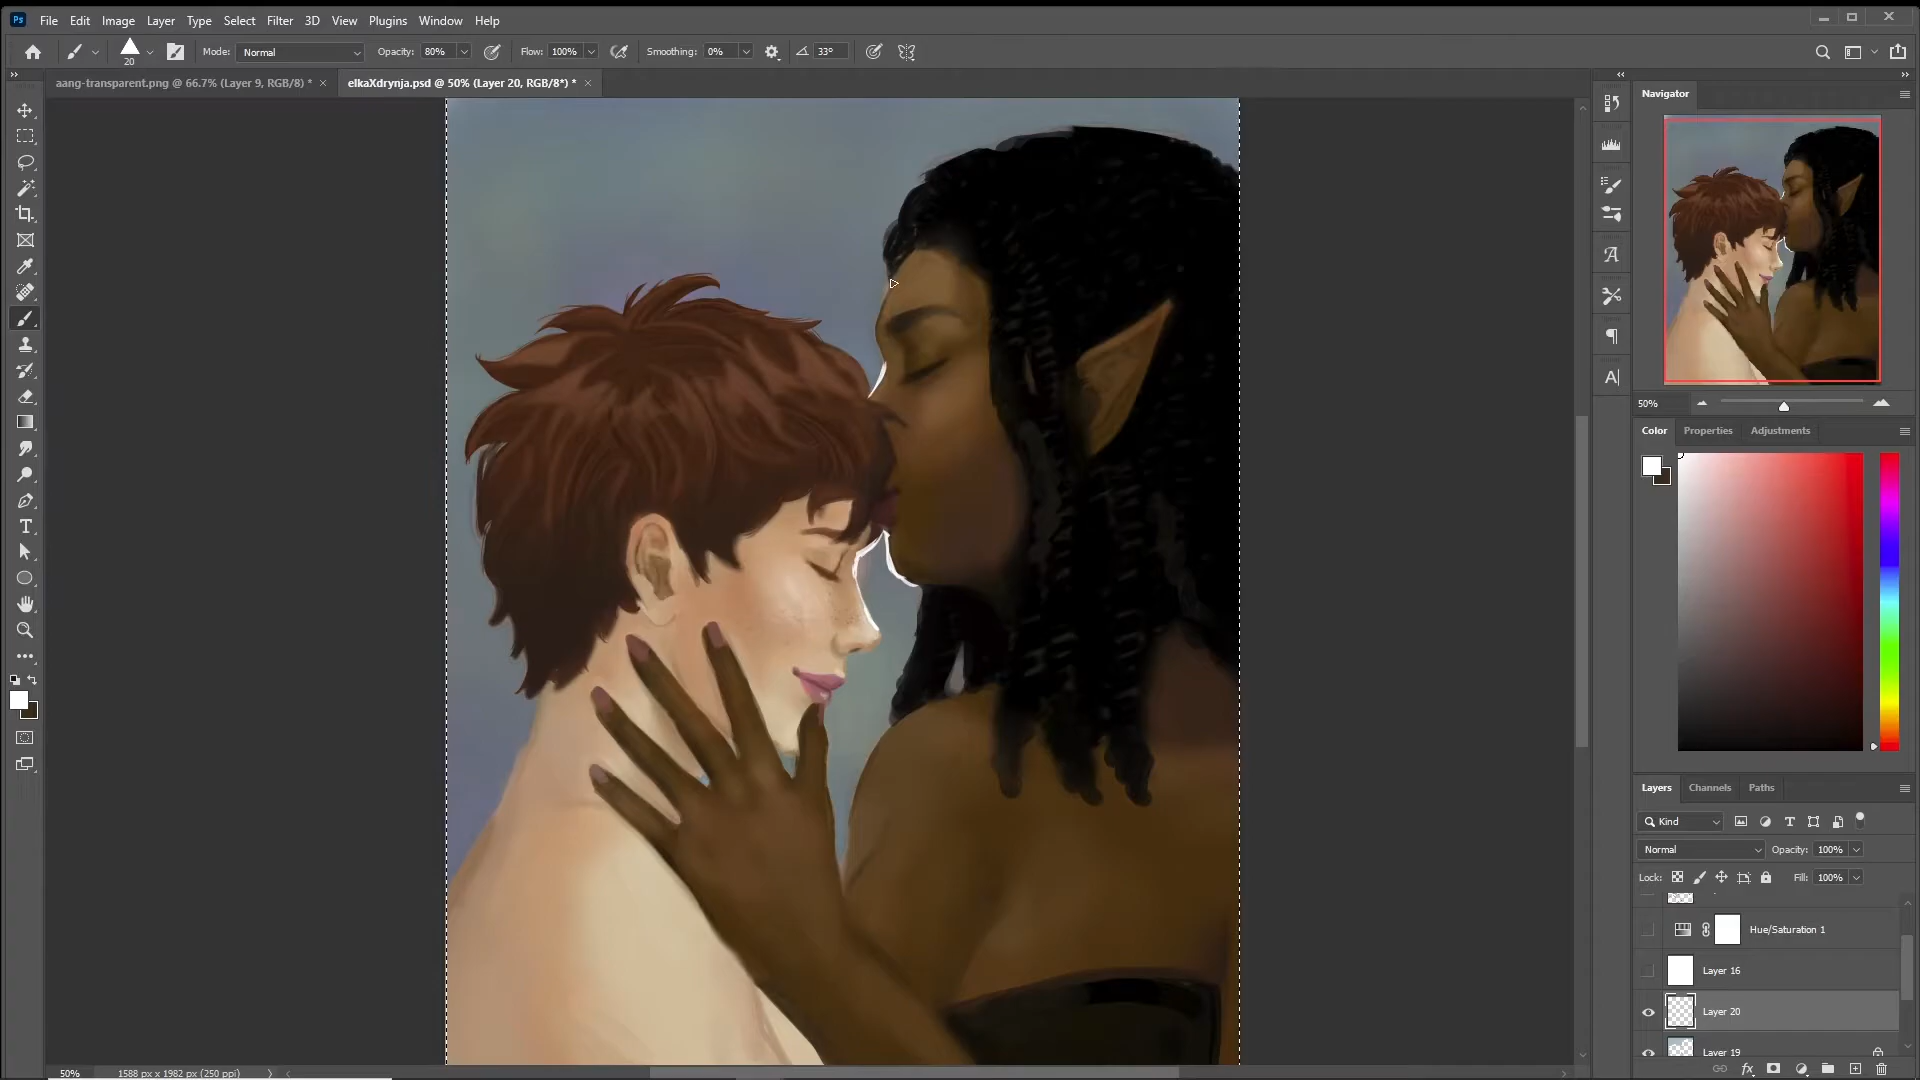 Ps File Edit Image Layer Type Select Filter 3D View Plugins Window Help
20 Mode: Normal Opacity: 80% Flow: 100% Smoothing: 0% 33°
aang-transparent.png @ 66.7% (Layer 9, RGB/8) * × elkaXdrynja.psd @ 50% (Layer 20, RGB/8*) * ×
Navigator
50%
Color Properties Adjustments
Layers Channels Paths
Kind
Normal Opacity: 100%
Lock: Fill: 100%
Hue/Saturation 1
Layer 16
Layer 20
Layer 19
50% 1588 px x 1982 px (250 ppi)